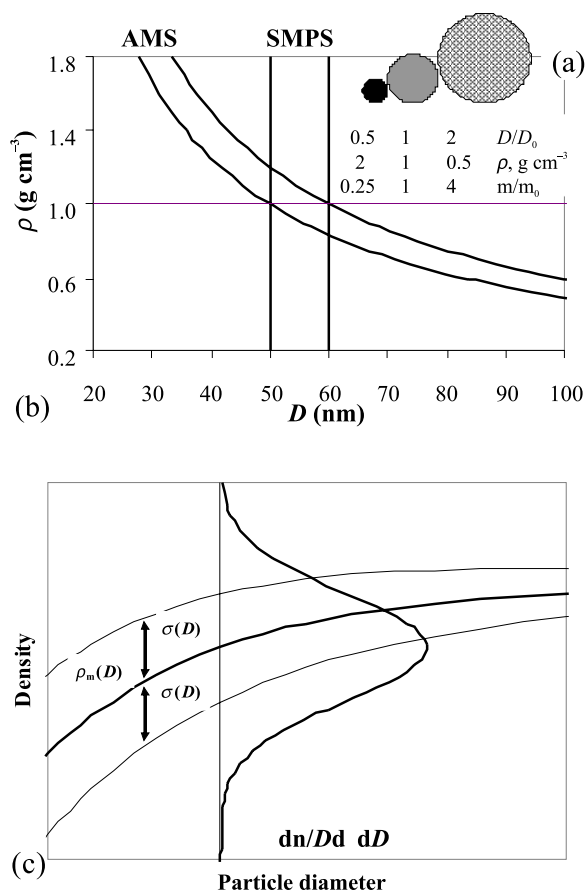 AMS SMPS
(a)
1.8
1.4
1.0
0.6
0.2
ρ (g cm⁻³)
0.5 1 2 D/D₀
2 1 0.5 ρ, g cm⁻³
0.25 1 4 m/m₀
20 30 40 50 60 70 80 90 100
D (nm)
(b)
Density
σ(D)
ρₘ(D)
σ(D)
dn/Dd dD
(c)
Particle diameter